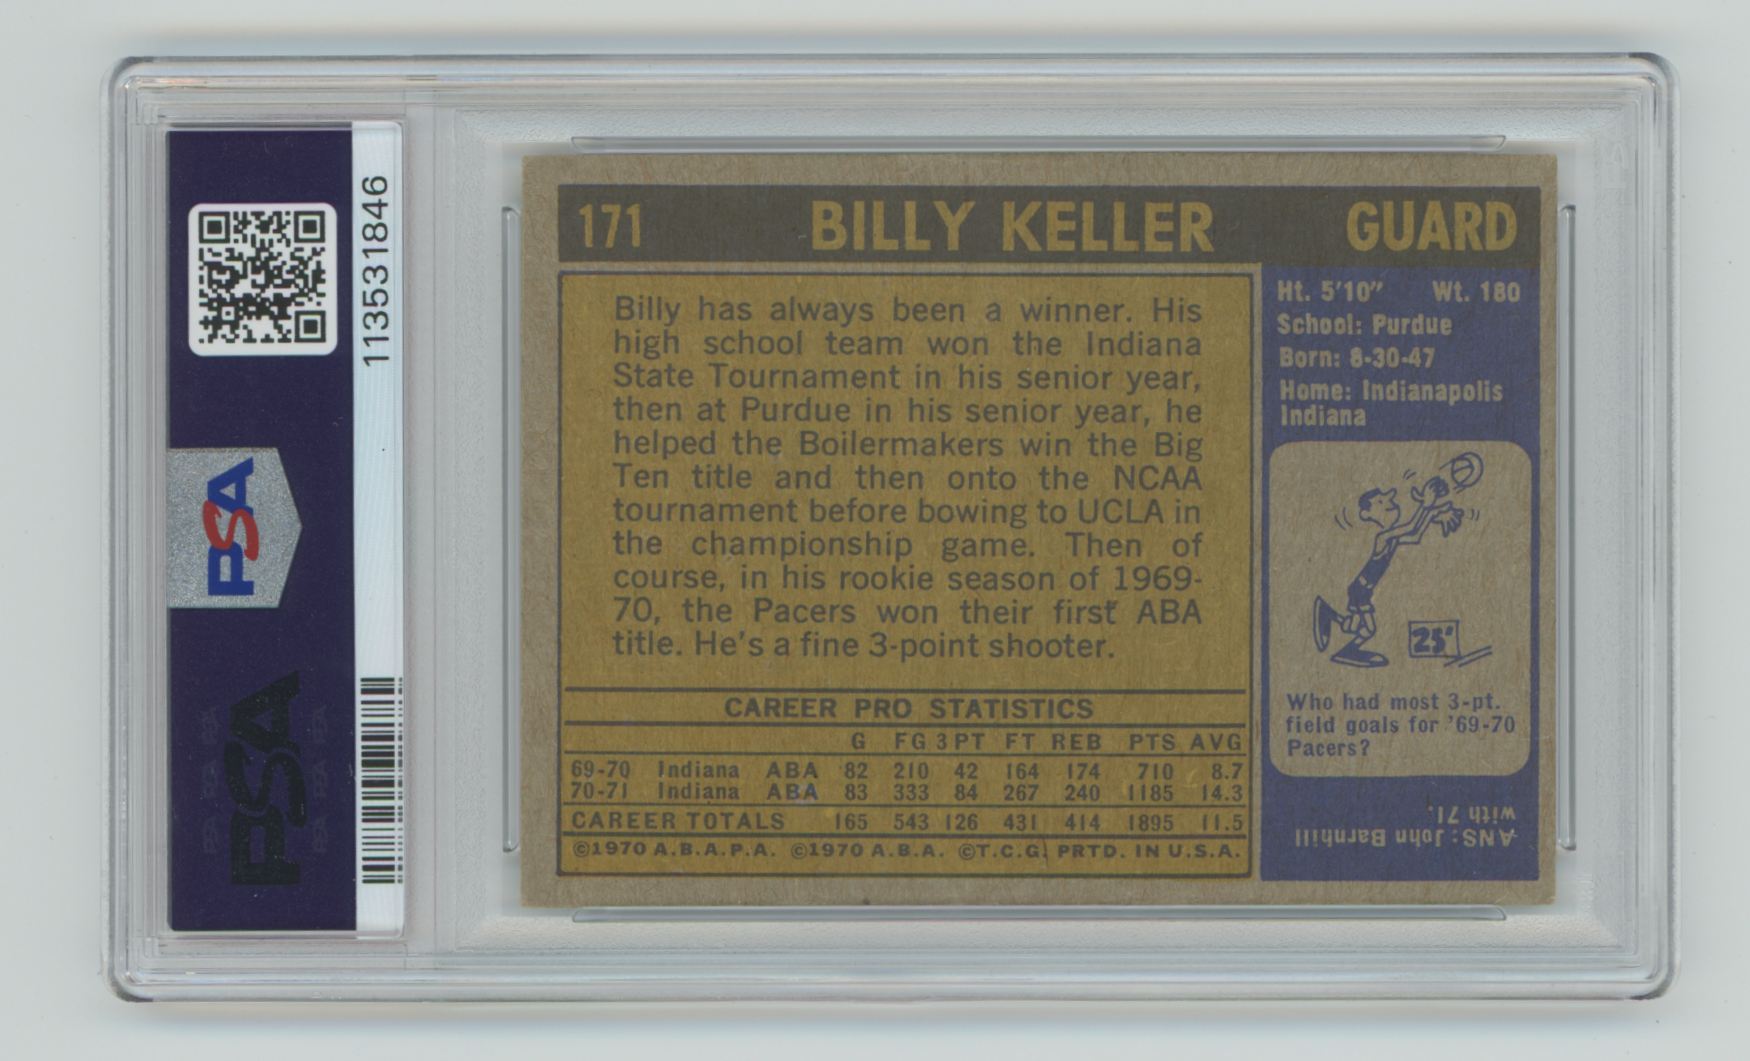 113531846
PSA
PSA
171 BILLY KELLER GUARD
Billy has always been a winner. His
high school team won the Indiana
State Tournament in his senior year,
then at Purdue in his senior year, he
helped the Boilermakers win the Big
Ten title and then onto the NCAA
tournament before bowing to UCLA in
the championship game. Then of
course, in his rookie season of 1969-
70, the Pacers won their first ABA
title. He's a fine 3-point shooter.
CAREER PRO STATISTICS
G FG 3PT FT REB PTS AVG
69-70 Indiana ABA 82 210 42 164 174 710 8.7
70-71 Indiana ABA 83 333 84 267 240 1185 14.3
CAREER TOTALS 165 543 126 431 414 1895 11.5
©1970 A.B.A.P.A. ©1970 A.B.A. ©T.C.G. PRTD. IN U.S.A.
Ht. 5'10" Wt. 180
School: Purdue
Born: 8-30-47
Home: Indianapolis
Indiana
25'
Who had most 3-pt.
field goals for '69-70
Pacers?
ANS: John Barnhill
with 71.